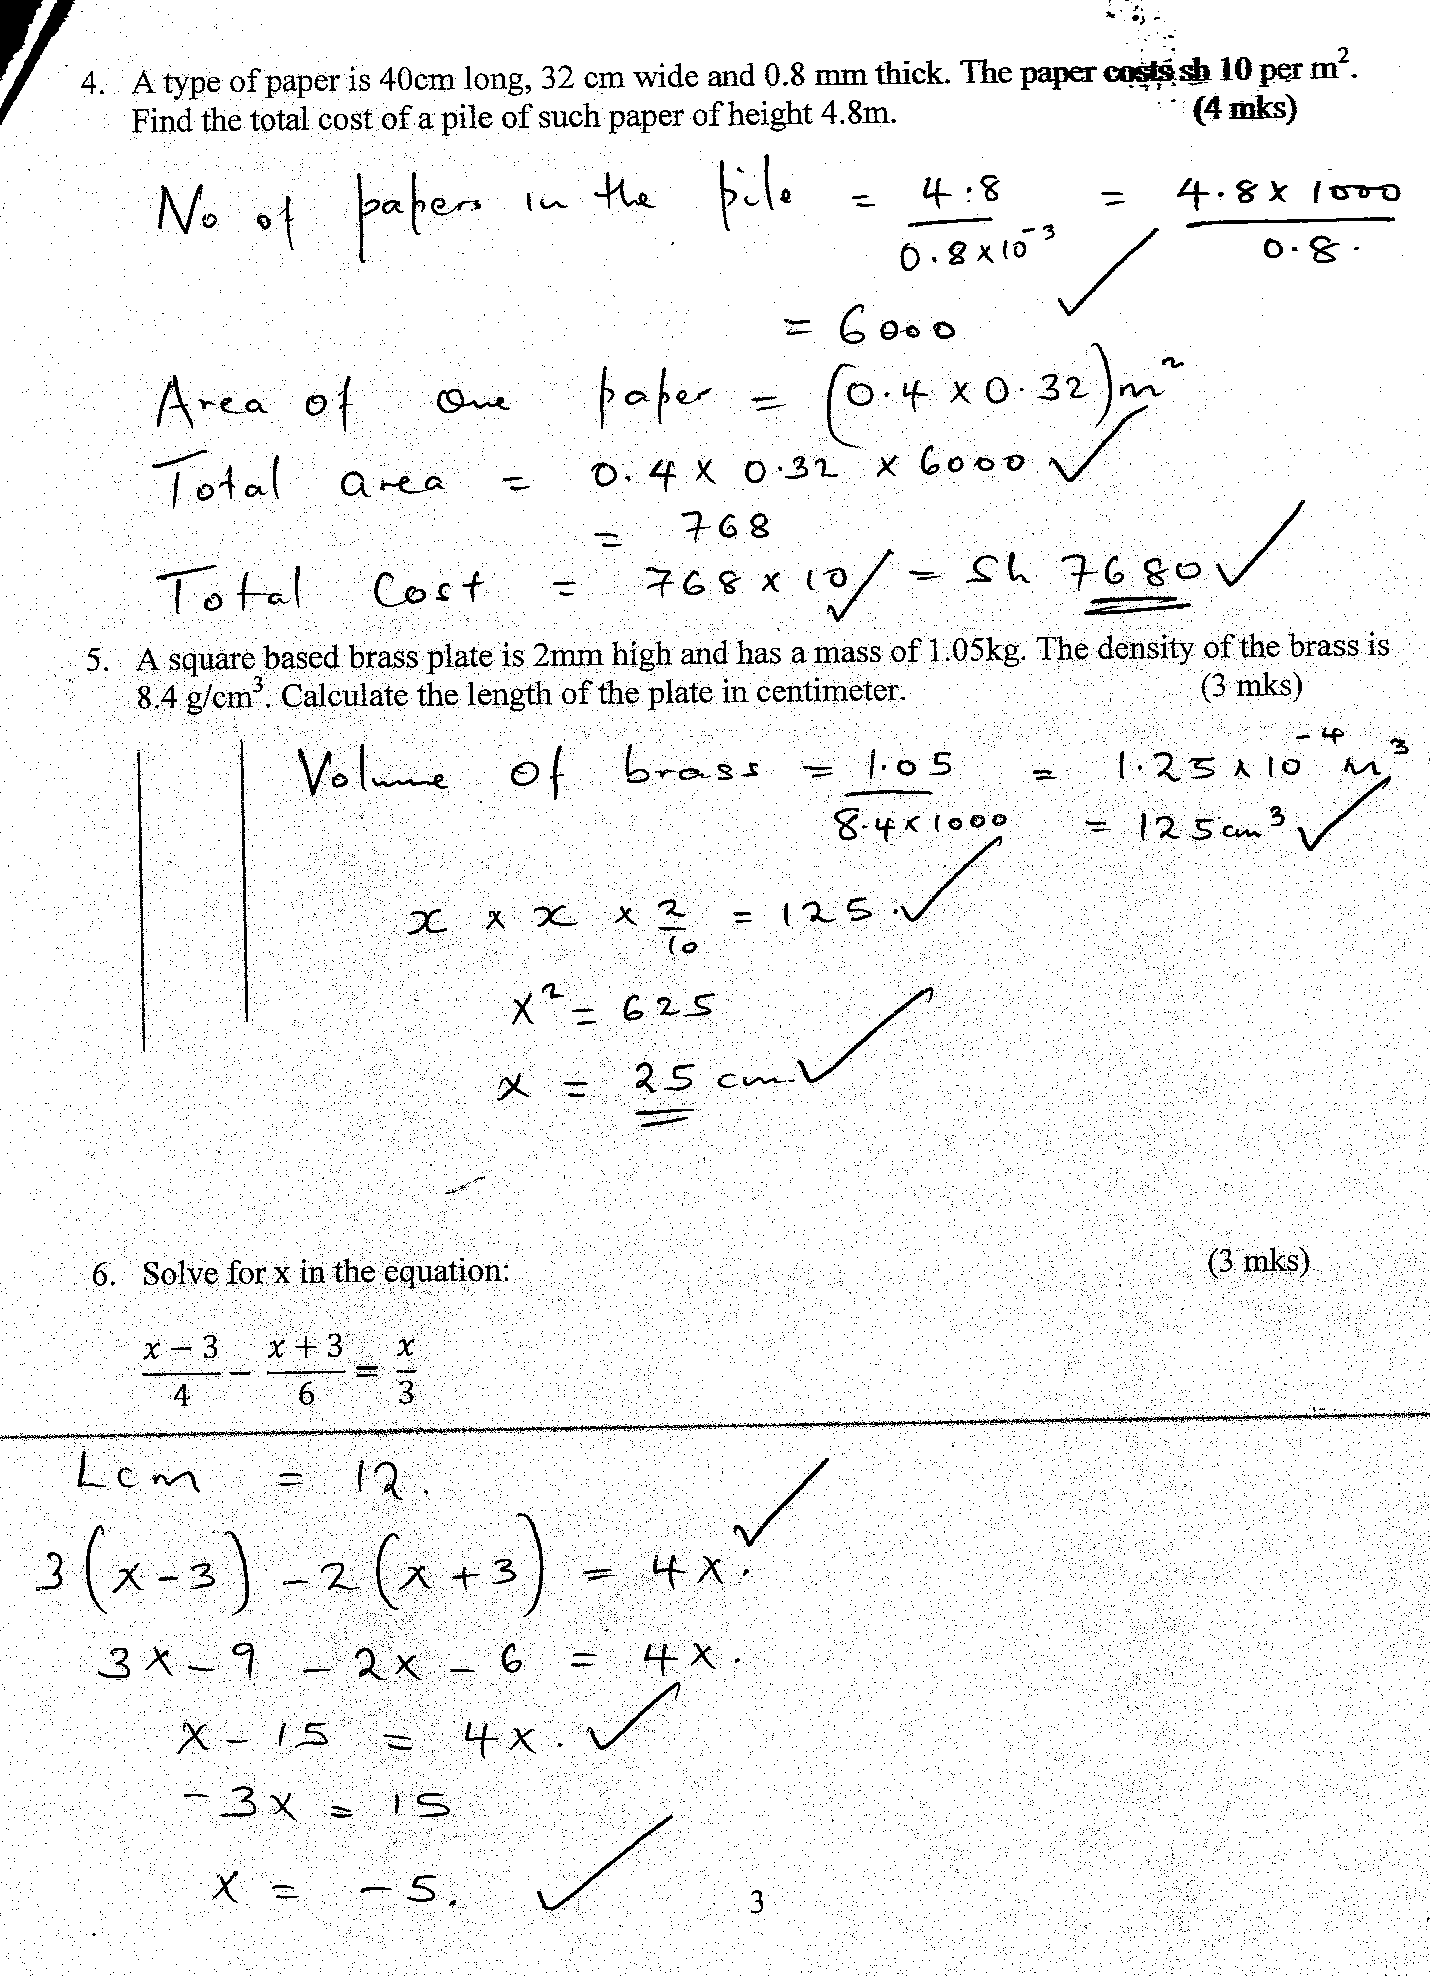 4. A type of paper is 40cm long, 32 cm wide and 0.8 mm thick. The paper costs sh 10 per m².
Find the total cost of a pile of such paper of height 4.8m. (4 mks)
No of papers in the pile = 4.8 / 0.8 x 10⁻³ = 4.8 x 1000 / 0.8.
= 6000
Area of one paper = (0.4 x 0.32) m²
Total area = 0.4 x 0.32 x 6000
= 768
Total Cost = 768 x 10/ = Sh 7680
5. A square based brass plate is 2mm high and has a mass of 1.05kg. The density of the brass is
8.4 g/cm³. Calculate the length of the plate in centimeter. (3 mks)
Volume of brass = 1.05 / 8.4 x 1000 = 1.25 x 10⁻⁴ m³
= 125 cm³
x x x x 2/10 = 125.
x² = 625
x = 25 cm
6. Solve for x in the equation: (3 mks)
x − 3 / 4 − x + 3 / 6 = x / 3
Lcm = 12.
3(x-3) - 2(x+3) = 4x.
3x - 9 - 2x - 6 = 4x.
x - 15 = 4x.
-3x = 15
x = -5.
3